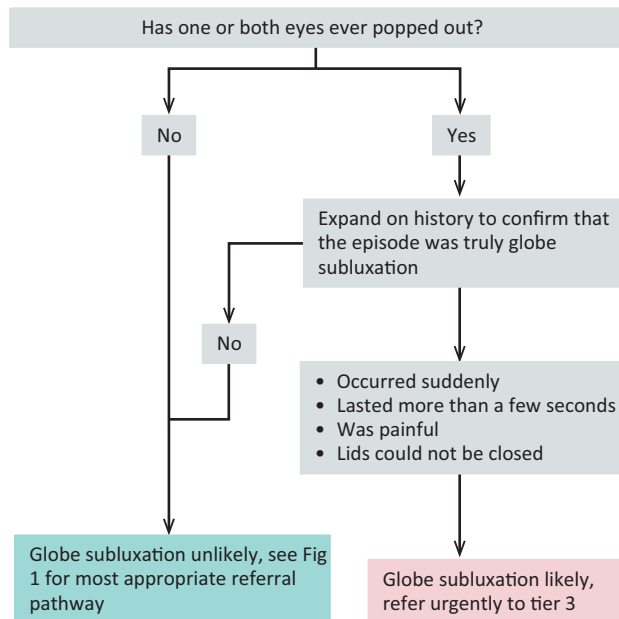 Has one or both eyes ever popped out?
No
Yes
Expand on history to confirm that
the episode was truly globe
subluxation
No
• Occurred suddenly
• Lasted more than a few seconds
• Was painful
• Lids could not be closed
Globe subluxation unlikely, see Fig
1 for most appropriate referral
pathway
Globe subluxation likely,
refer urgently to tier 3